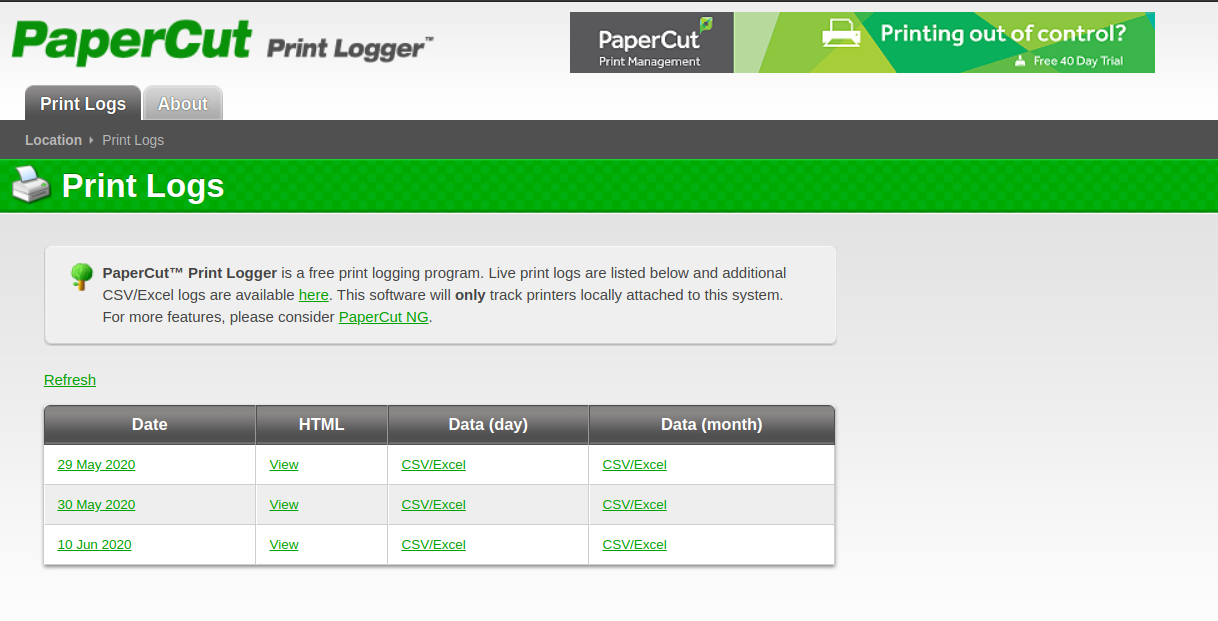 PaperCut Print Logger™
PaperCut
Print Management
Printing out of control?
Free 40 Day Trial
Print Logs About
Location Print Logs
Print Logs
PaperCut™ Print Logger is a free print logging program. Live print logs are listed below and additional
CSV/Excel logs are available here. This software will only track printers locally attached to this system.
For more features, please consider PaperCut NG.
Refresh
Date HTML Data (day) Data (month)
29 May 2020 View CSV/Excel CSV/Excel
30 May 2020 View CSV/Excel CSV/Excel
10 Jun 2020 View CSV/Excel CSV/Excel